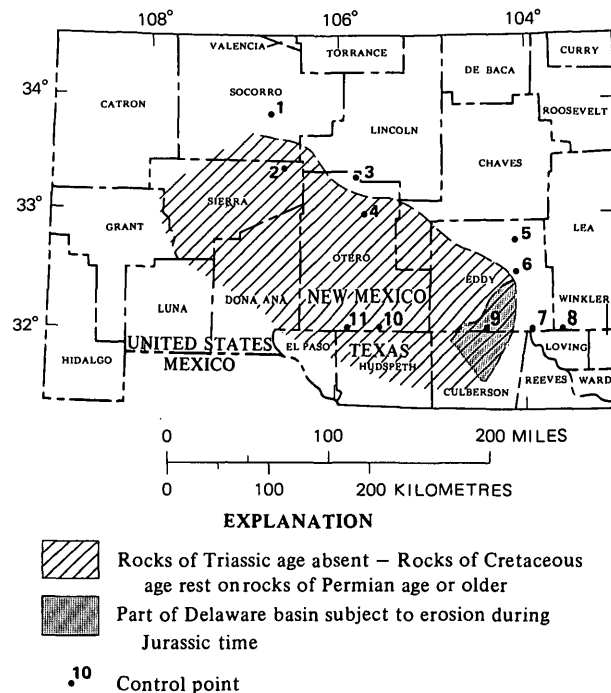 108° 106° 104°
VALENCIA TORRANCE CURRY
34° DE BACA
CATRON SOCORRO ROOSEVELT
1 LINCOLN
CHAVES
2 3
33° SIERRA 4
GRANT 5 LEA
OTERO
EDDY 6
LUNA DONA ANA NEW MEXICO WINKLER
32° 11 10 9 7 8
UNITED STATES EL PASO TEXAS LOVING
HIDALGO MEXICO HUDSPETH
CULBERSON REEVES WARD
0 100 200 MILES
0 100 200 KILOMETRES
EXPLANATION
Rocks of Triassic age absent – Rocks of Cretaceous
age rest on rocks of Permian age or older
Part of Delaware basin subject to erosion during
Jurassic time
10 Control point